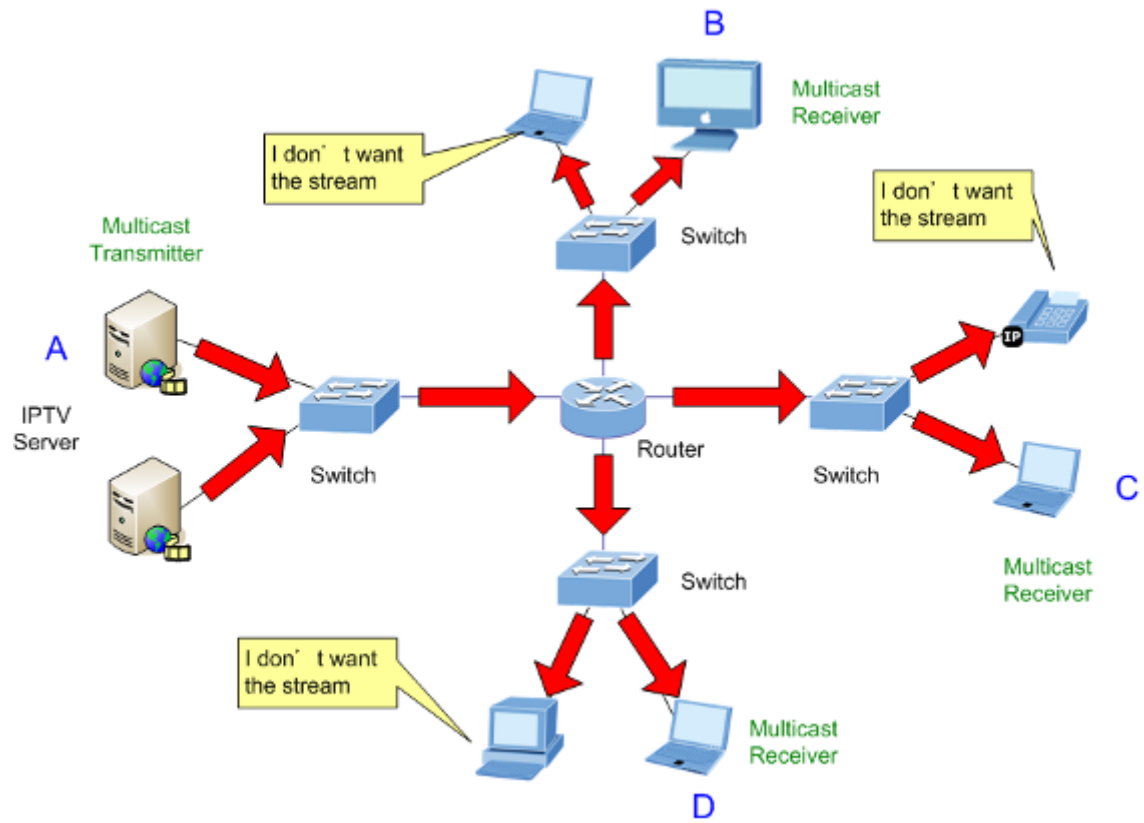 B
Multicast
Receiver
I don’t want
the stream
I don’t want
the stream
Switch
Multicast
Transmitter
A
IP
IPTV
Server
Router
Switch
Switch
C
Switch
Multicast
Receiver
I don’t want
the stream
Multicast
Receiver
D